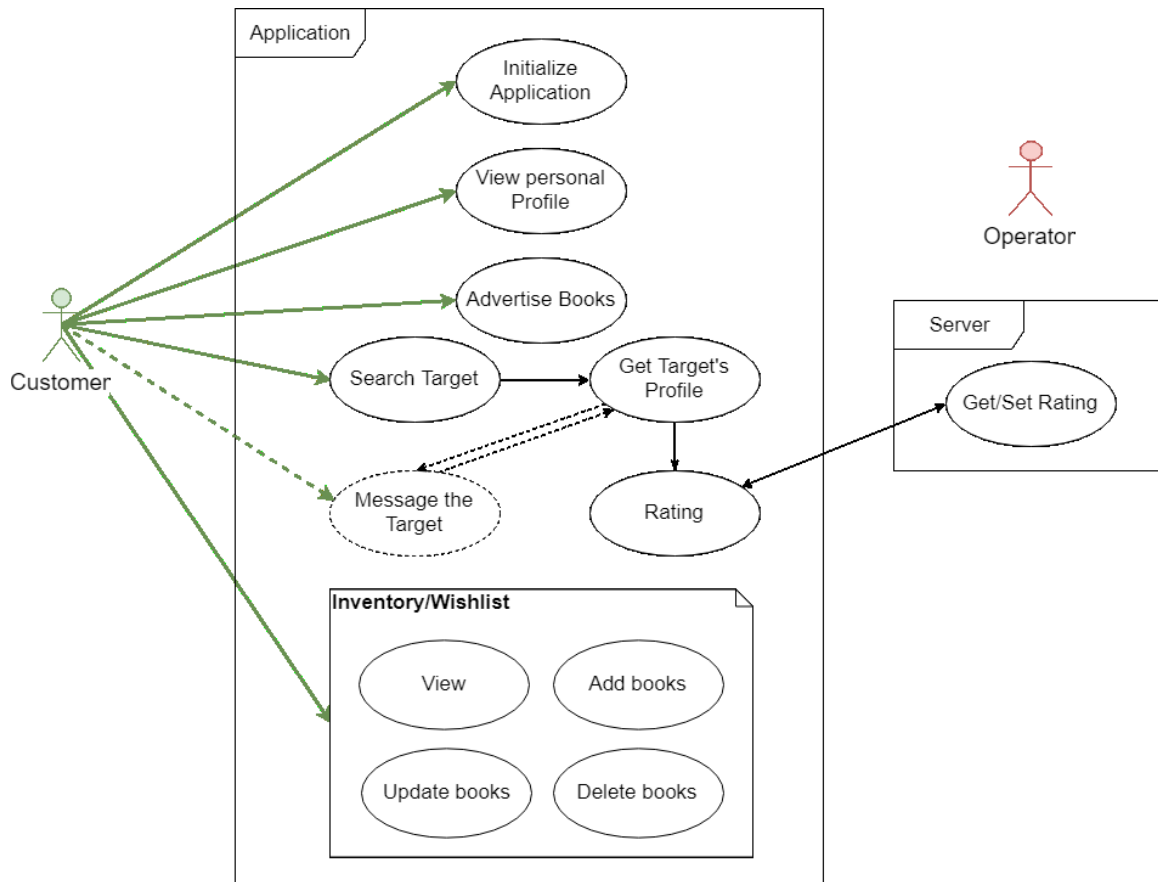 Application
Initialize
Application
View personal
Profile
Operator
Advertise Books
Server
Customer
Search Target
Get Target's
Profile
Get/Set Rating
Message the
Target
Rating
Inventory/Wishlist
View
Add books
Update books
Delete books